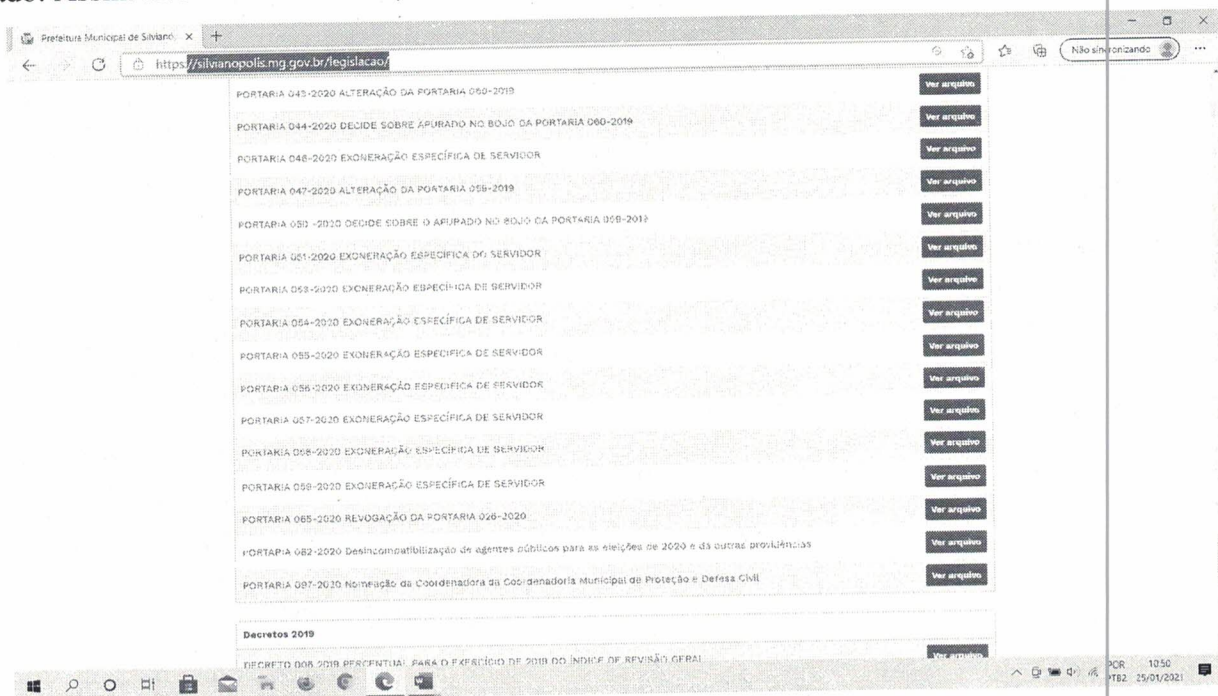 Prefeitura Municipal de Silviano
https://silvianopolis.mg.gov.br/legislacao/
Não sincronizando
PORTARIA 043-2020 ALTERAÇÃO DA PORTARIA 060-2019 Ver arquivo
PORTARIA 044-2020 DECIDE SOBRE APURADO NO BOJO DA PORTARIA 060-2019 Ver arquivo
PORTARIA 046-2020 EXONERAÇÃO ESPECÍFICA DE SERVIDOR Ver arquivo
PORTARIA 047-2020 ALTERAÇÃO DA PORTARIA 059-2019 Ver arquivo
PORTARIA 050 -2020 DECIDE SOBRE O APURADO NO BOJO DA PORTARIA 059-2019 Ver arquivo
PORTARIA 051-2020 EXONERAÇÃO ESPECÍFICA DO SERVIDOR Ver arquivo
PORTARIA 053-2020 EXONERAÇÃO ESPECÍFICA DE SERVIDOR Ver arquivo
PORTARIA 054-2020 EXONERAÇÃO ESPECÍFICA DE SERVIDOR Ver arquivo
PORTARIA 055-2020 EXONERAÇÃO ESPECIFICA DE SERVIDOR Ver arquivo
PORTARIA 056-2020 EXONERAÇÃO ESPECIFICA DE SERVIDOR Ver arquivo
PORTARIA 057-2020 EXONERAÇÃO ESPECÍFICA DE SERVIDOR Ver arquivo
PORTARIA 058-2020 EXONERAÇÃO ESPECÍFICA DE SERVIDOR Ver arquivo
PORTARIA 059-2020 EXONERAÇÃO ESPECÍFICA DE SERVIDOR Ver arquivo
PORTARIA 065-2020 REVOGAÇÃO DA PORTARIA 026-2020 Ver arquivo
PORTARIA 082-2020 Desincompatibilização de agentes públicos para as eleições de 2020 e dá outras providências Ver arquivo
PORTARIA 097-2020 Nomeação da Coordenadora da Coordenadoria Municipal de Proteção e Defesa Civil Ver arquivo
Decretos 2019
DECRETO 008 2019 PERCENTUAL PARA O EXERCÍCIO DE 2019 DO ÍNDICE DE REVISÃO GERAL Ver arquivo
POR 10:50
PTB2 25/01/2021